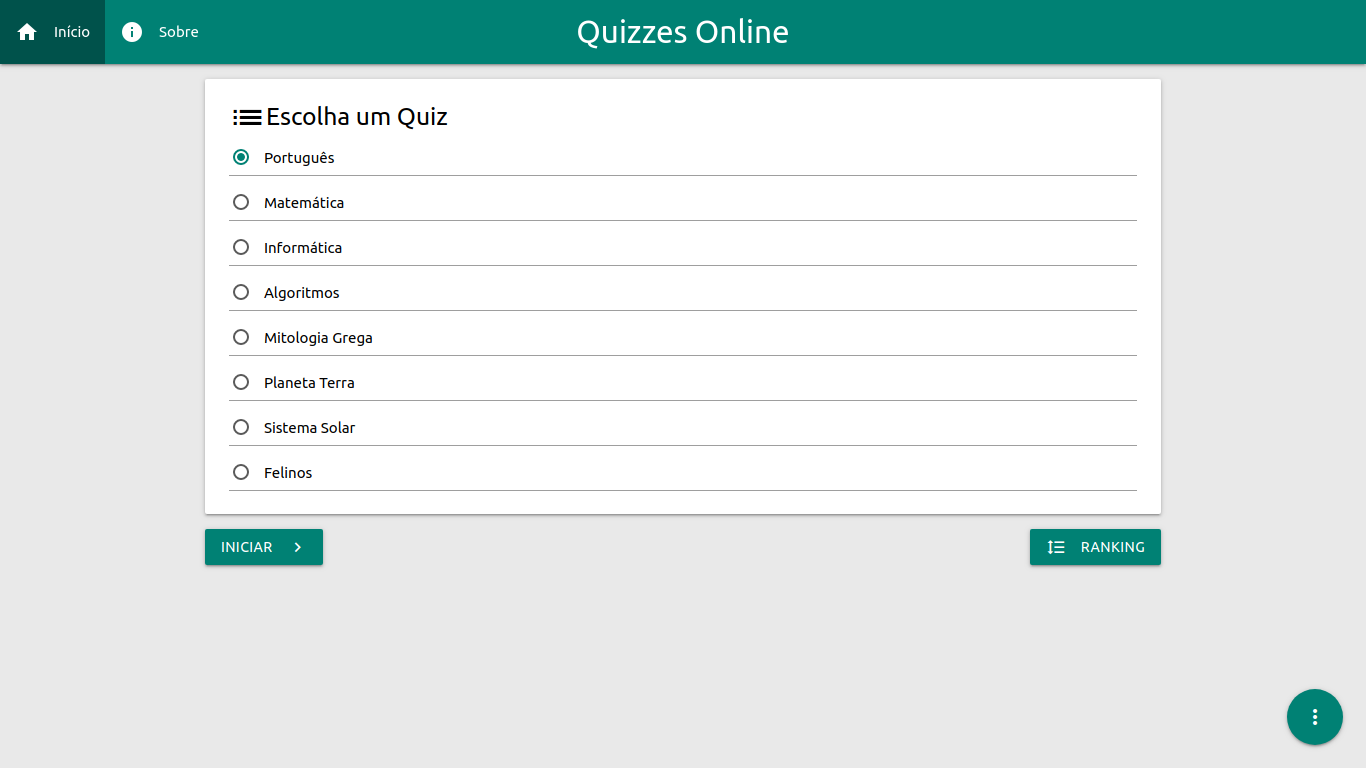 Início
Sobre
Quizzes Online
Escolha um Quiz
Português
Matemática
Informática
Algoritmos
Mitologia Grega
Planeta Terra
Sistema Solar
Felinos
INICIAR
RANKING